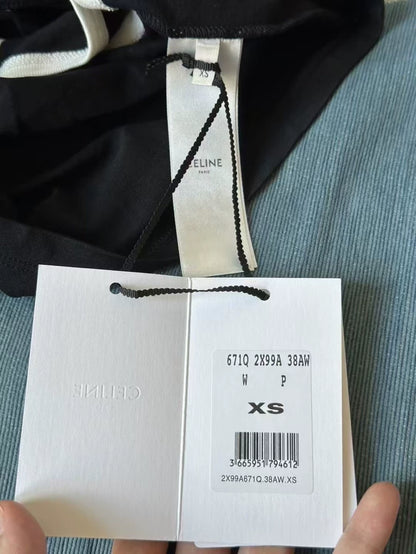 XS
CELINE
PARIS
CELINE
671Q 2X99A 38AW
W P
XS
3 665951 794612
2X99A671Q.38AW.XS